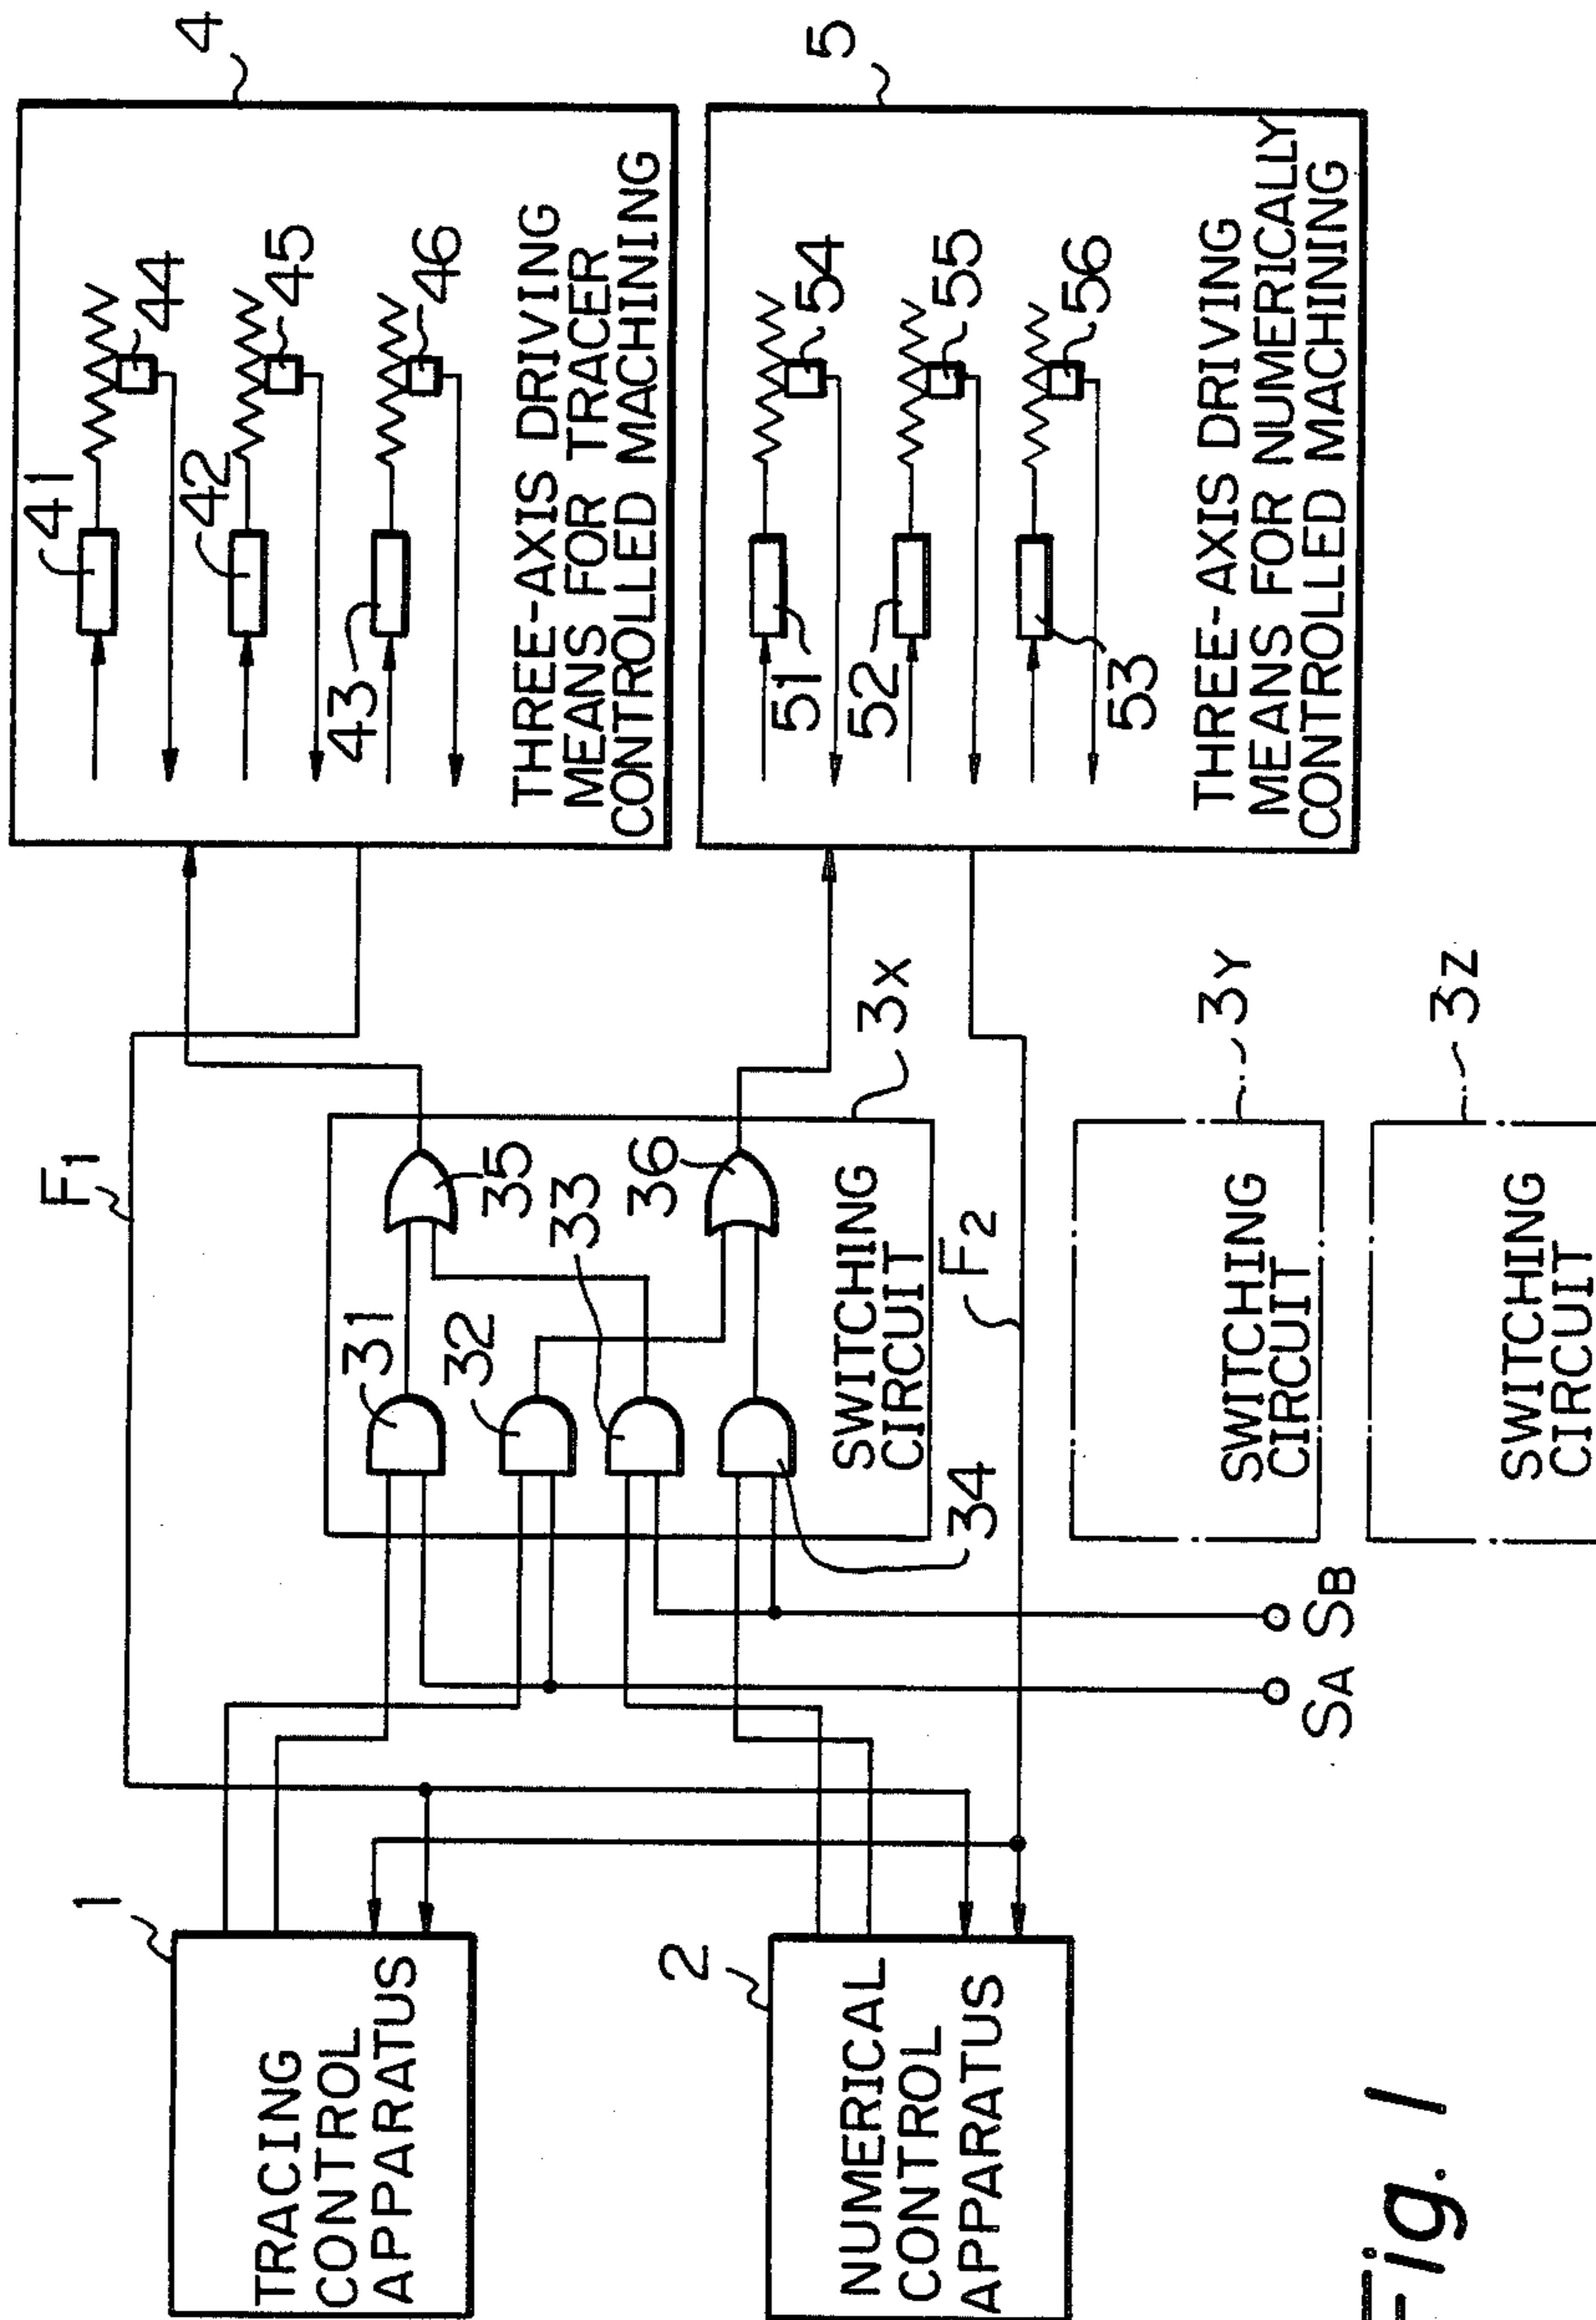 1
TRACING
CONTROL
APPARATUS
2
NUMERICAL
CONTROL
APPARATUS
F1
31
32
33
34
35
36
SWITCHING
CIRCUIT
3X
F2
SA
SB
SWITCHING
CIRCUIT
3Y
SWITCHING
CIRCUIT
3Z
4
41
42
43
44
45
46
THREE-AXIS DRIVING
MEANS FOR TRACER
CONTROLLED MACHINING
5
51
52
53
54
55
56
THREE-AXIS DRIVING
MEANS FOR NUMERICALLY
CONTROLLED MACHINING
Fig. 1